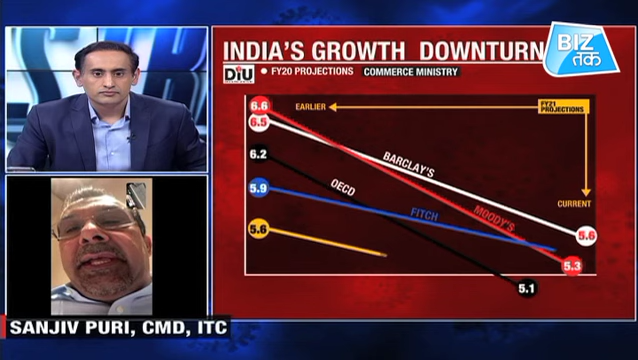 INDIA'S GROWTH DOWNTURN
BIZ
तक
DIU
FY20 PROJECTIONS
COMMERCE MINISTRY
6.6
EARLIER
FY21
PROJECTIONS
6.5
BARCLAY'S
6.2
OECD
5.9
FITCH
MOODY'S
CURRENT
5.6
5.6
5.3
5.1
SANJIV PURI, CMD, ITC